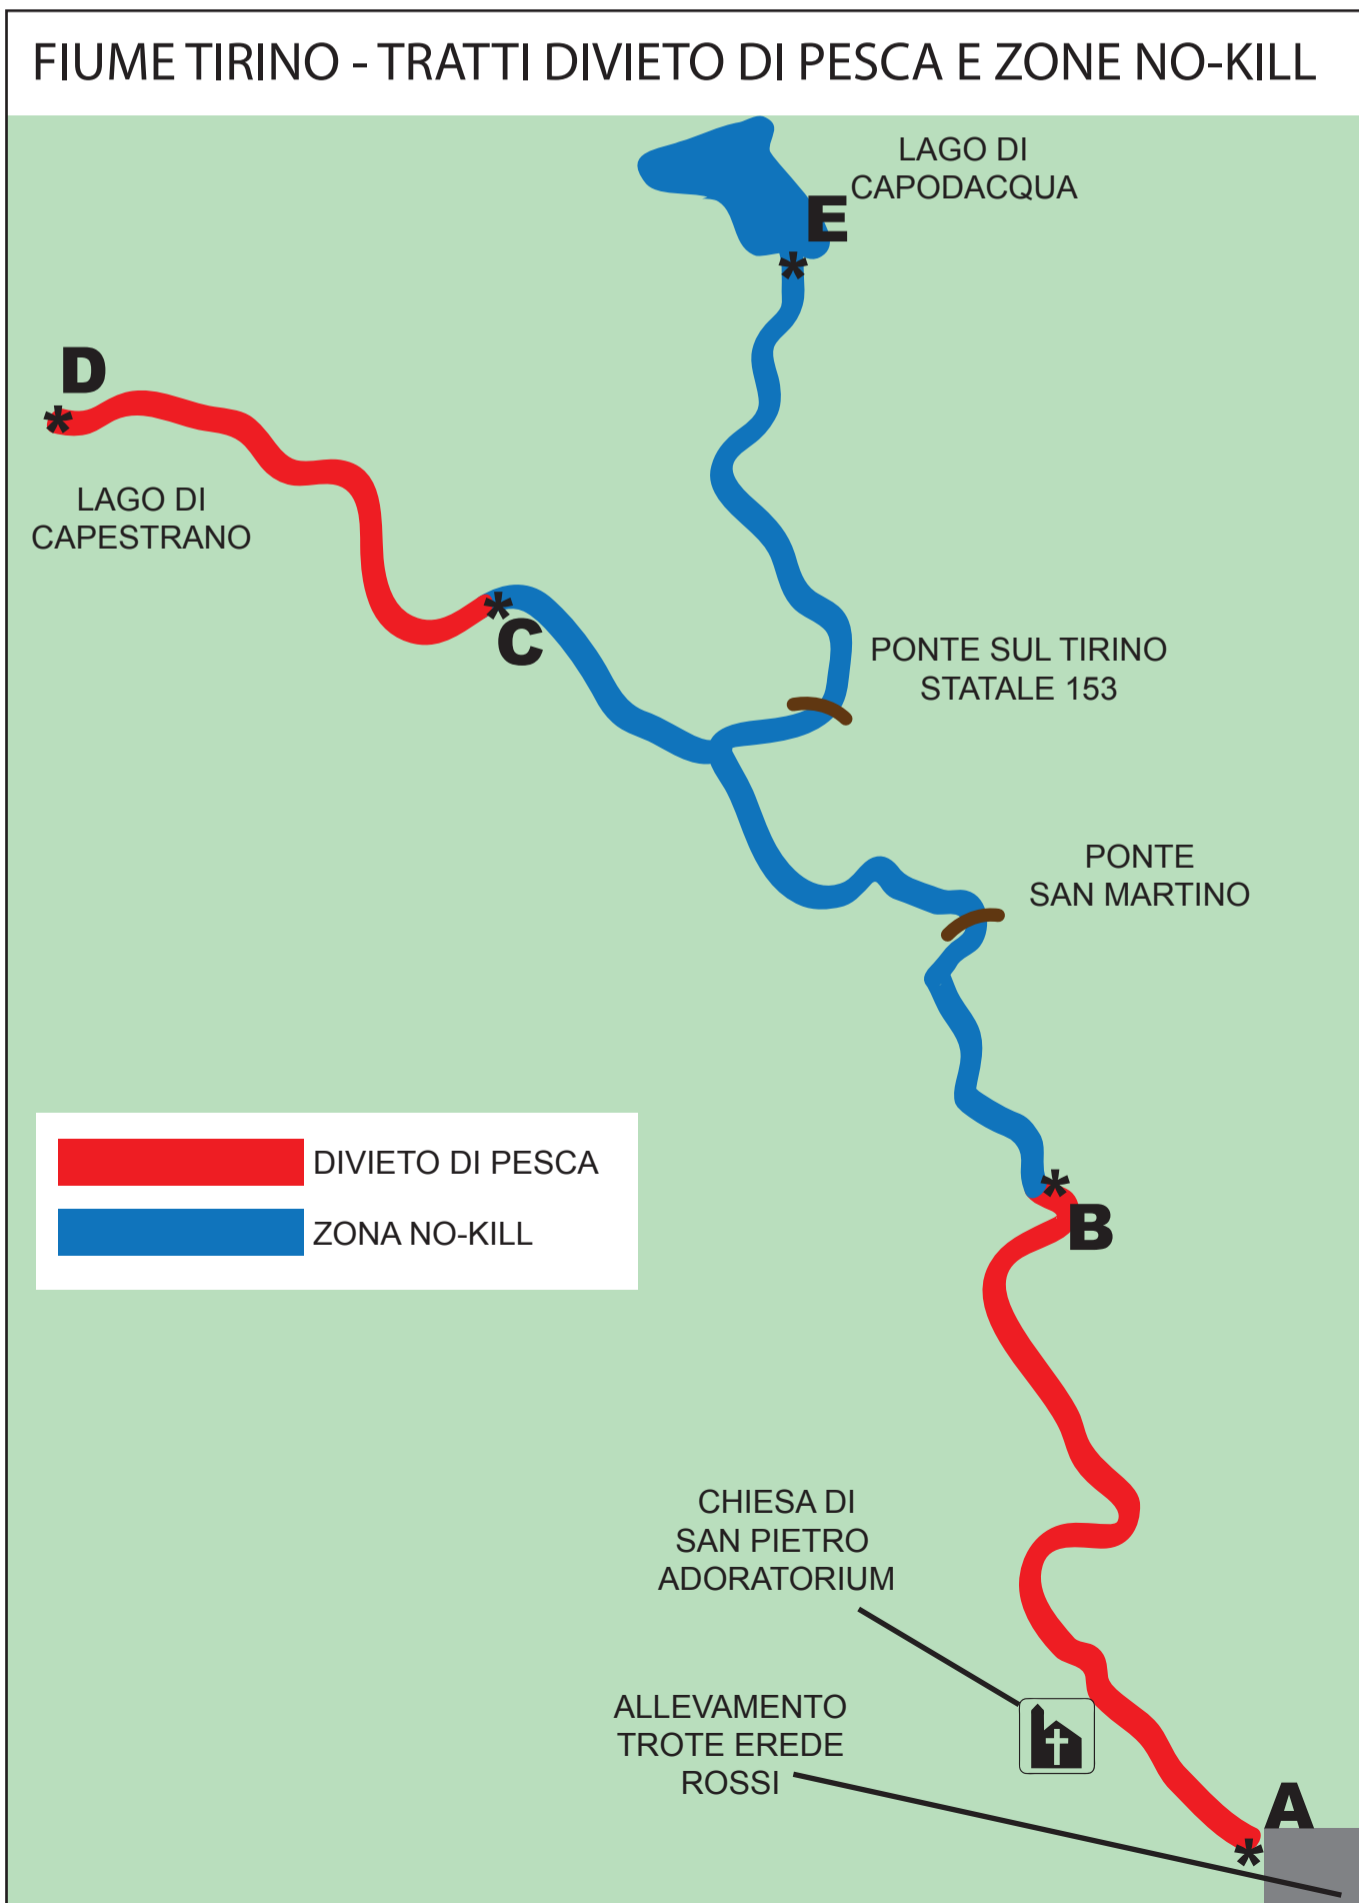 FIUME TIRINO - TRATTI DIVIETO DI PESCA E ZONE NO-KILL
LAGO DI
CAPODACQUA
E
*
D
*
LAGO DI
CAPESTRANO
*
C
PONTE SUL TIRINO
STATALE 153
PONTE
SAN MARTINO
DIVIETO DI PESCA
ZONA NO-KILL
*
B
CHIESA DI
SAN PIETRO
ADORATORIUM
ALLEVAMENTO
TROTE EREDE
ROSSI
A
*